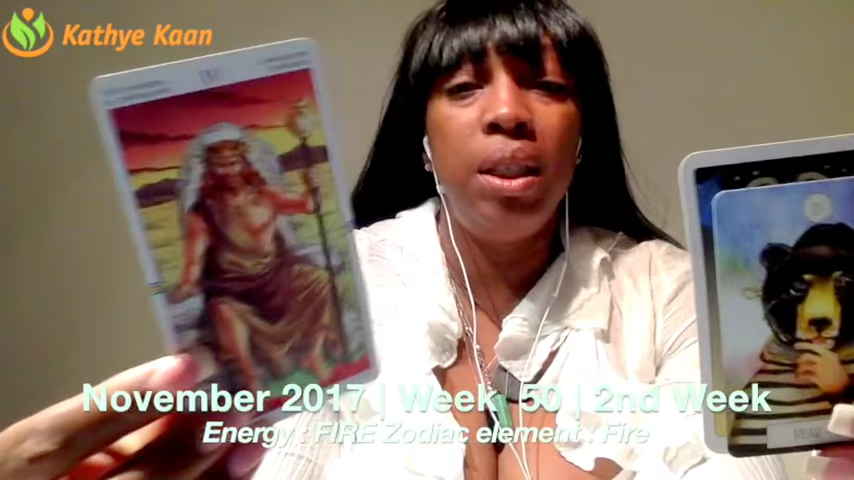 Kathye Kaan
November 2017 | Week 50 | 2nd Week
Energy : FIRE Zodiac element : Fire